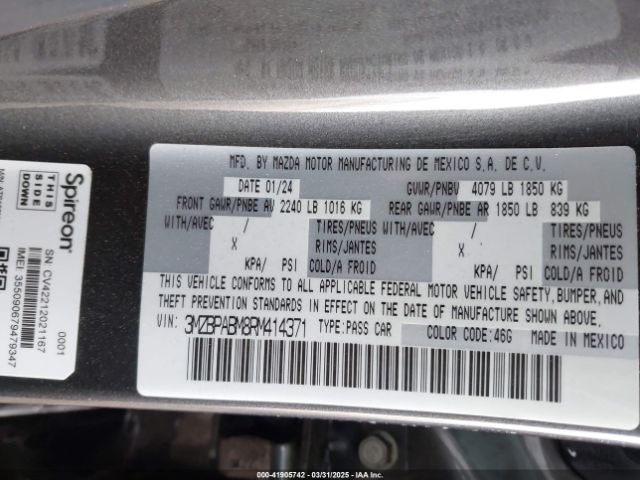 MFD. BY MAZDA MOTOR MANUFACTURING DE MEXICO S.A. DE C.V.
DATE 01/24 GVWR/PNBV 4079 LB 1850 KG
FRONT GAWR/PNBE AV 2240 LB 1016 KG REAR GAWR/PNBE AR 1850 LB 839 KG
WITH/AVEC / TIRES/PNEUS WITH/AVEC / TIRES/PNEUS
X RIMS/JANTES X RIMS/JANTES
KPA/ PSI COLD/A FROID KPA/ PSI COLD/A FROID
THIS VEHICLE CONFORMS TO ALL APPLICABLE FEDERAL MOTOR VEHICLE SAFETY, BUMPER, AND
THEFT PREVENTION STANDARDS IN EFFECT ON THE DATE OF MANUFACTURE SHOWN ABOVE.
VIN: 3MZBPABM8RM414371 TYPE:PASS CAR COLOR CODE:46G MADE IN MEXICO
Spireon
THIS
SIDE
DOWN
0001
SN CV42212021167
IMEI: 355090679479347
000-41905742 - 03/31/2025 - IAA Inc.